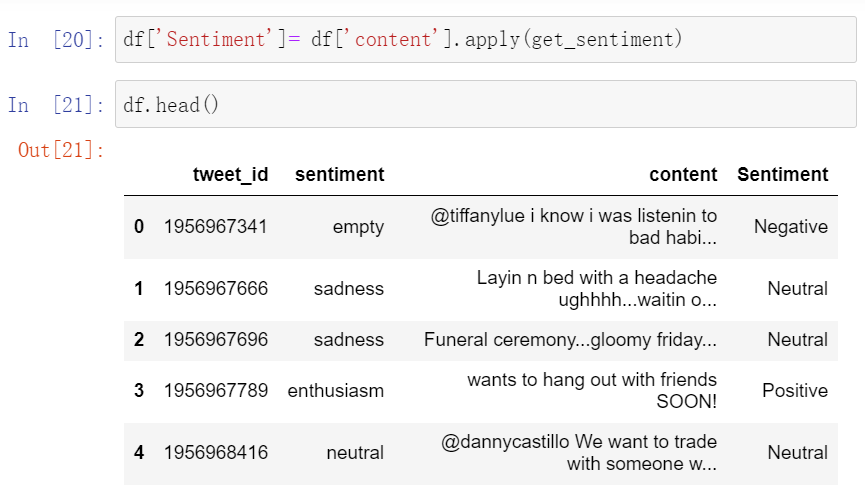 In [20]: df['Sentiment']= df['content'].apply(get_sentiment)
In [21]: df.head()
Out[21]:
tweet_id sentiment content Sentiment
0 1956967341 empty @tiffanylue i know i was listenin to bad habi... Negative
1 1956967666 sadness Layin n bed with a headache ughhhh...waitin o... Neutral
2 1956967696 sadness Funeral ceremony...gloomy friday... Neutral
3 1956967789 enthusiasm wants to hang out with friends SOON! Positive
4 1956968416 neutral @dannycastillo We want to trade with someone w... Neutral